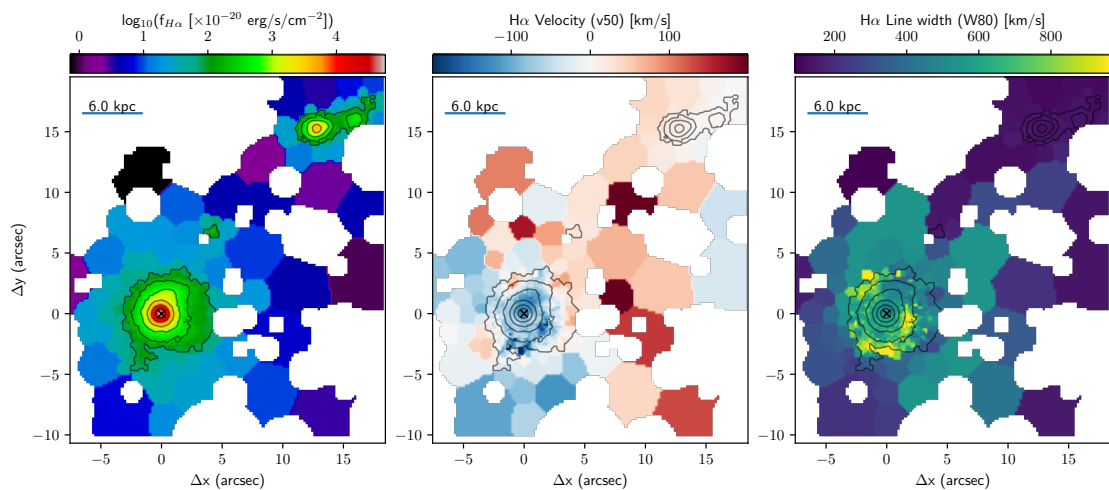 log₁₀(f_{Hα} [×10⁻²⁰ erg/s/cm⁻²])
0 1 2 3 4
6.0 kpc
15
10
5
0
−5
−10
Δy (arcsec)
−5 0 5 10 15
Δx (arcsec)
Hα Velocity (v50) [km/s]
−100 0 100
6.0 kpc
15
10
5
0
−5
−10
−5 0 5 10 15
Δx (arcsec)
Hα Line width (W80) [km/s]
200 400 600 800
6.0 kpc
15
10
5
0
−5
−10
−5 0 5 10 15
Δx (arcsec)